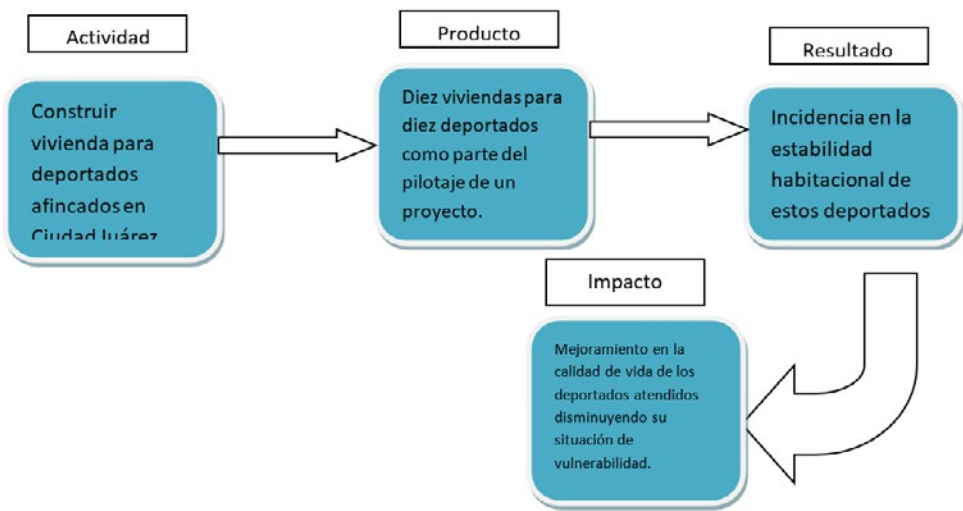 Actividad
Construir
vivienda para
deportados
afincados en
Ciudad Juárez
Producto
Diez viviendas para
diez deportados
como parte del
pilotaje de un
proyecto.
Resultado
Incidencia en la
estabilidad
habitacional de
estos deportados
Impacto
Mejoramiento en la
calidad de vida de los
deportados atendidos
disminuyendo su
situación de
vulnerabilidad.